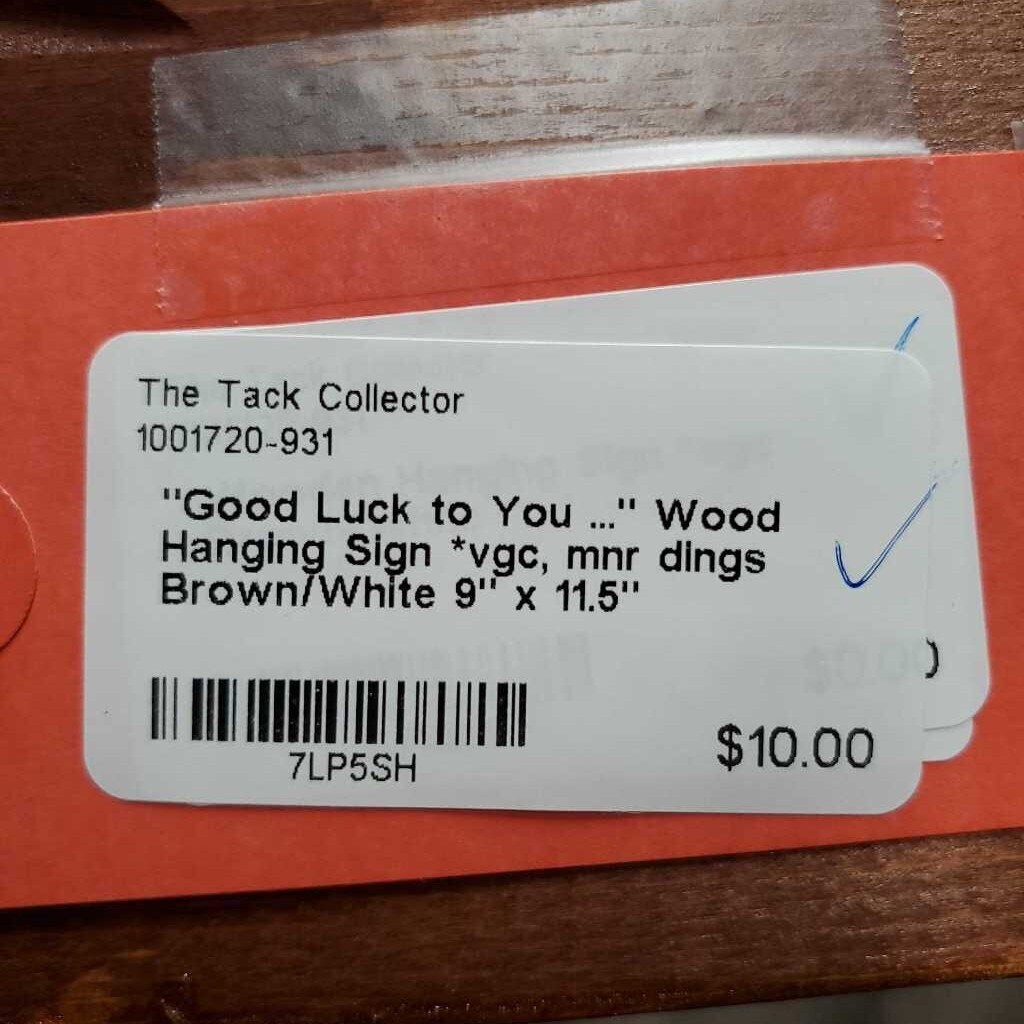 The Tack Collector
1001720-931
"Good Luck to You ..." Wood
Hanging Sign *vgc, mnr dings
Brown/White 9" x 11.5"
7LP5SH
$10.00